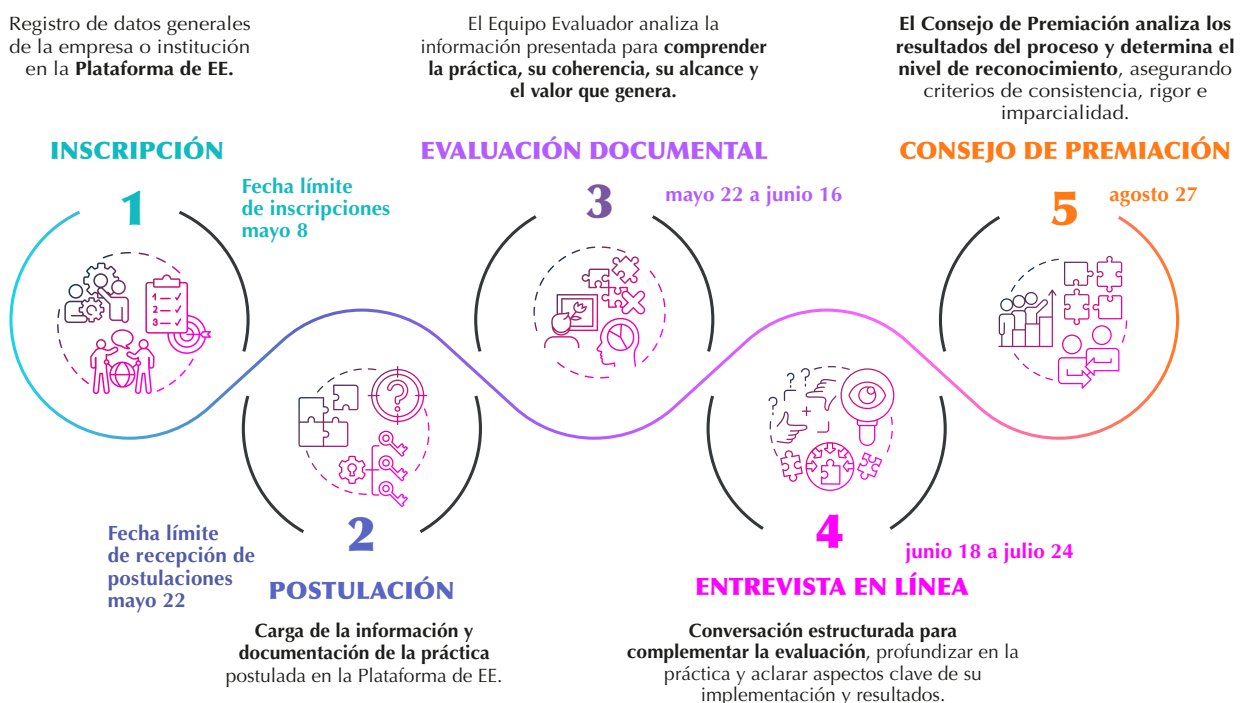 Registro de datos generales
de la empresa o institución
en la Plataforma de EE.
INSCRIPCIÓN
1
Fecha límite
de inscripciones
mayo 8
1
2
3
Fecha límite
de recepción de
postulaciones
mayo 22
2
POSTULACIÓN
Carga de la información y
documentación de la práctica
postulada en la Plataforma de EE.
?
El Equipo Evaluador analiza la
información presentada para comprender
la práctica, su coherencia, su alcance y
el valor que genera.
EVALUACIÓN DOCUMENTAL
3
mayo 22 a junio 16
? ?
?
4
junio 18 a julio 24
ENTREVISTA EN LÍNEA
Conversación estructurada para
complementar la evaluación, profundizar en la
práctica y aclarar aspectos clave de su
implementación y resultados.
El Consejo de Premiación analiza los
resultados del proceso y determina el
nivel de reconocimiento, asegurando
criterios de consistencia, rigor e
imparcialidad.
CONSEJO DE PREMIACIÓN
5
agosto 27